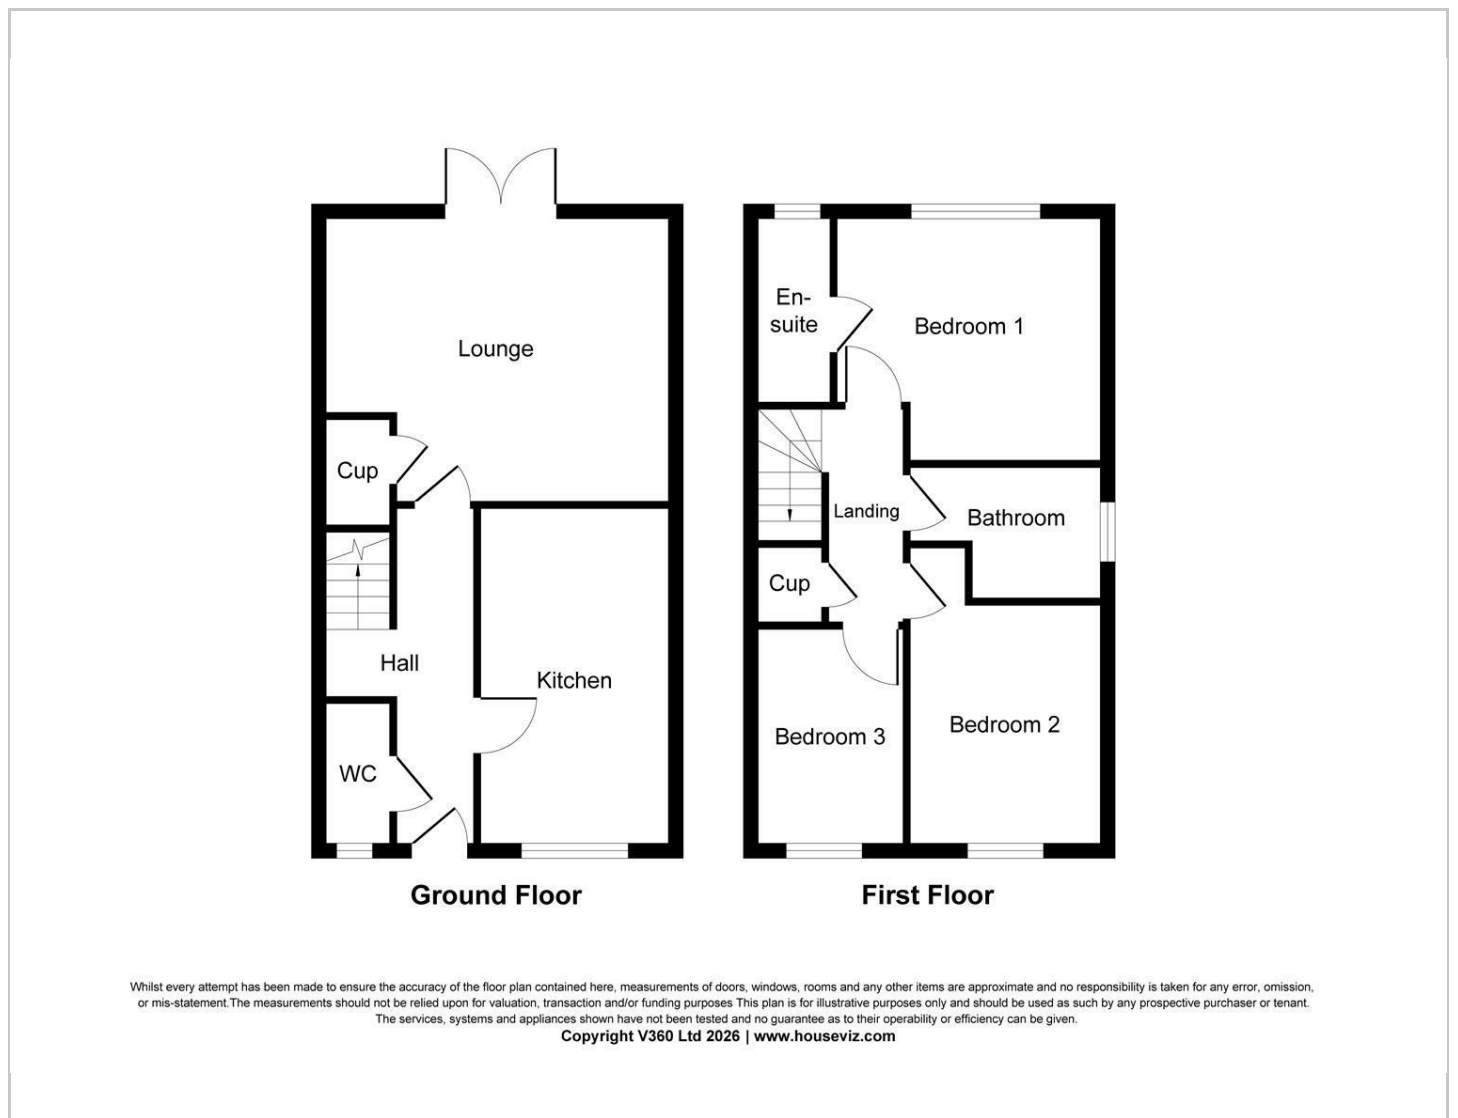 Lounge
Cup
Hall
Kitchen
WC
Ground Floor
En-
suite
Bedroom 1
Landing
Bathroom
Cup
Bedroom 3
Bedroom 2
First Floor
Whilst every attempt has been made to ensure the accuracy of the floor plan contained here, measurements of doors, windows, rooms and any other items are approximate and no responsibility is taken for any error, omission,
or mis-statement.The measurements should not be relied upon for valuation, transaction and/or funding purposes This plan is for illustrative purposes only and should be used as such by any prospective purchaser or tenant.
The services, systems and appliances shown have not been tested and no guarantee as to their operability or efficiency can be given.
Copyright V360 Ltd 2026 | www.houseviz.com